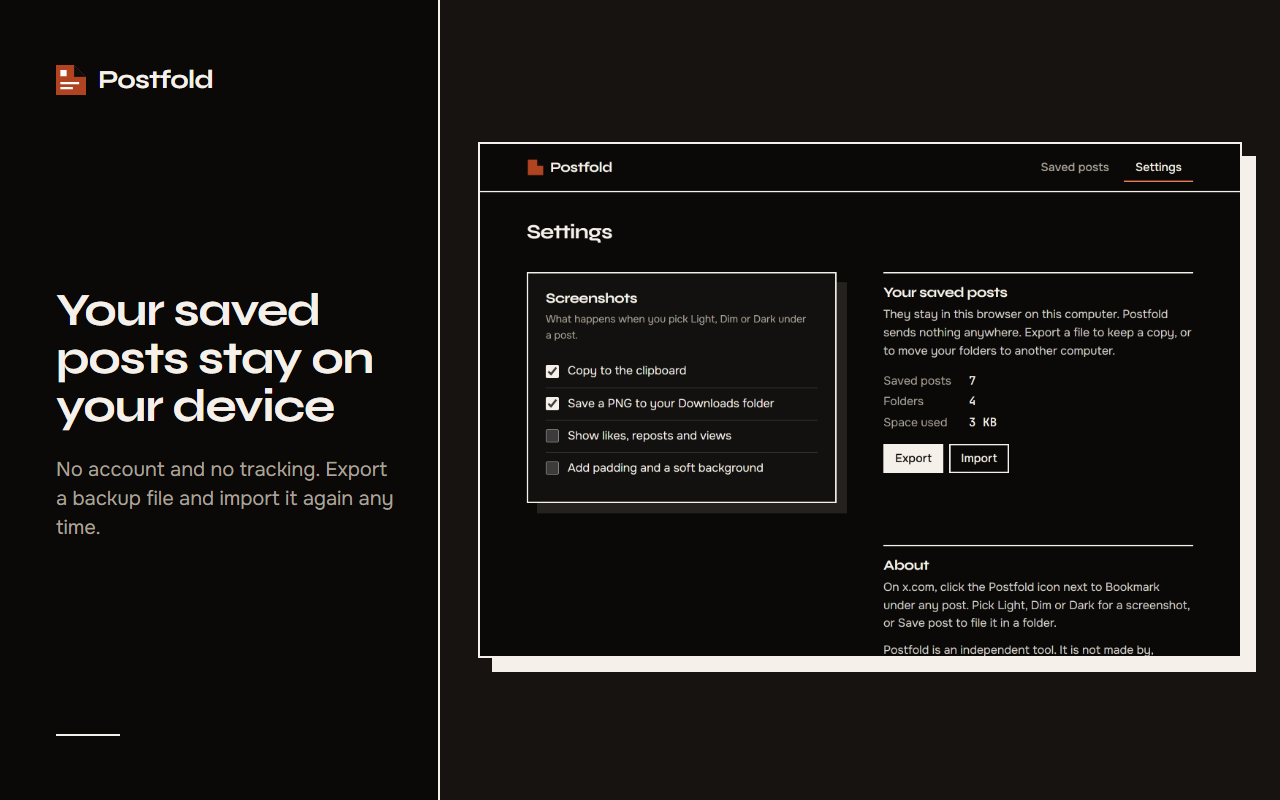 Postfold
Your saved
posts stay on
your device
No account and no tracking. Export
a backup file and import it again any
time.
Postfold
Saved posts
Settings
Settings
Screenshots
What happens when you pick Light, Dim or Dark under
a post.
Copy to the clipboard
Save a PNG to your Downloads folder
Show likes, reposts and views
Add padding and a soft background
Your saved posts
They stay in this browser on this computer. Postfold
sends nothing anywhere. Export a file to keep a copy, or
to move your folders to another computer.
Saved posts 7
Folders 4
Space used 3 KB
Export
Import
About
On x.com, click the Postfold icon next to Bookmark
under any post. Pick Light, Dim or Dark for a screenshot,
or Save post to file it in a folder.
Postfold is an independent tool. It is not made by,